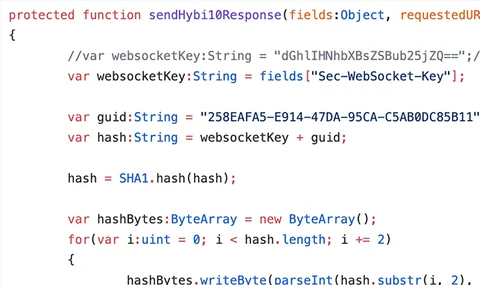 protected function sendHybi10Response(fields:Object, requestedUR
{
//var websocketKey:String = "dGhlIHNhbXBsZSBub25jZQ==";/
var websocketKey:String = fields["Sec-WebSocket-Key"];
var guid:String = "258EAFA5-E914-47DA-95CA-C5AB0DC85B11"
var hash:String = websocketKey + guid;
hash = SHA1.hash(hash);
var hashBytes:ByteArray = new ByteArray();
for(var i:uint = 0; i < hash.length; i += 2)
{
hashBytes.writeByte(parseInt(hash.substr(i, 2),